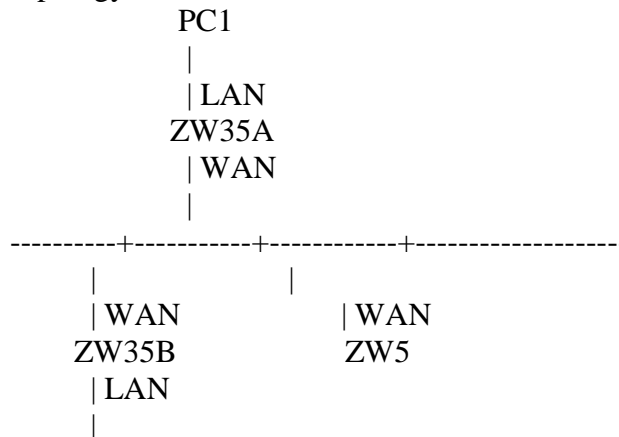 PC1
|
| LAN
ZW35A
| WAN
|
----------+-----------+------------+------------------
| |
| WAN | WAN
ZW35B ZW5
| LAN
|